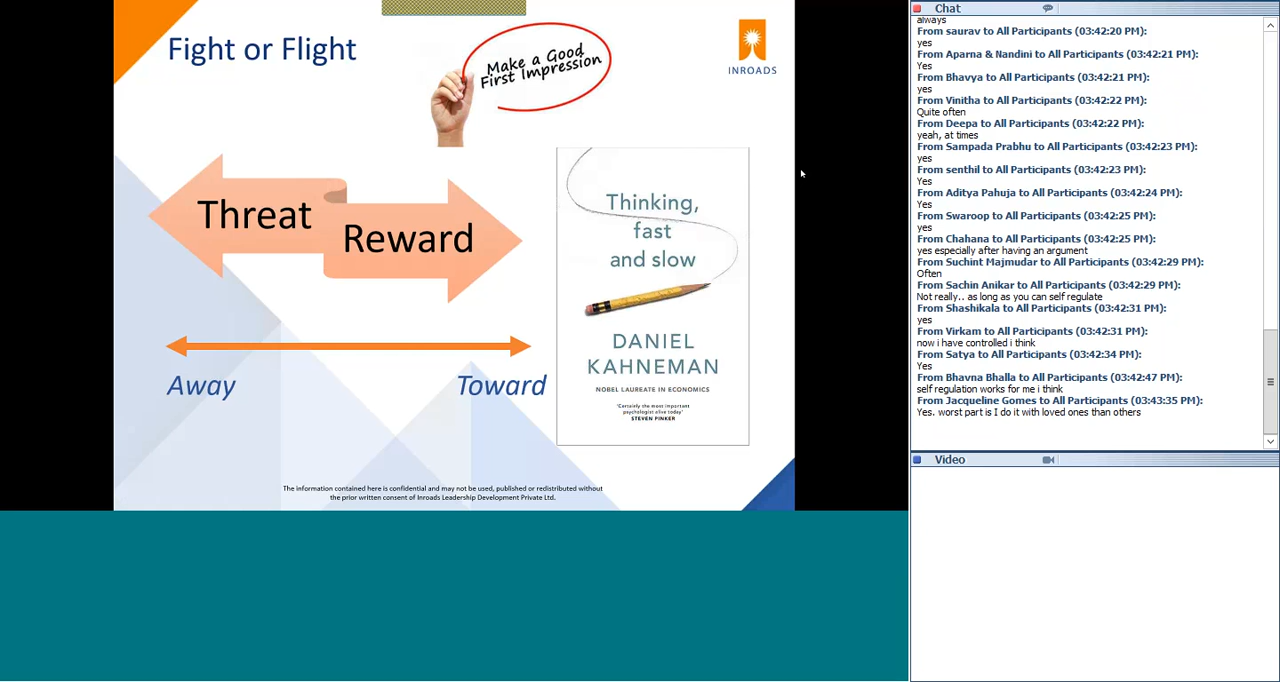 Fight or Flight
Make a Good
First Impression
INROADS
Threat
Reward
Thinking,
fast
and slow
DANIEL
KAHNEMAN
NOBEL LAUREATE IN ECONOMICS
'Certainly the most important
psychologist alive today'
STEVEN PINKER
Away
Toward
The information contained here is confidential and may not be used, published or redistributed without
the prior written consent of Inroads Leadership Development Private Ltd.
Chat
always
From saurav to All Participants (03:42:20 PM):
yes
From Aparna & Nandini to All Participants (03:42:21 PM):
Yes
From Bhavya to All Participants (03:42:21 PM):
yes
From Vinitha to All Participants (03:42:22 PM):
Quite often
From Deepa to All Participants (03:42:22 PM):
yeah, at times
From Sampada Prabhu to All Participants (03:42:23 PM):
yes
From senthil to All Participants (03:42:23 PM):
Yes
From Aditya Pahuja to All Participants (03:42:24 PM):
Yes
From Swaroop to All Participants (03:42:25 PM):
yes
From Chahana to All Participants (03:42:25 PM):
yes especially after having an argument
From Suchint Majmudar to All Participants (03:42:29 PM):
Often
From Sachin Anikar to All Participants (03:42:29 PM):
Not really.. as long as you can self regulate
From Shashikala to All Participants (03:42:31 PM):
yes
From Virkam to All Participants (03:42:31 PM):
now i have controlled i think
From Satya to All Participants (03:42:34 PM):
Yes
From Bhavna Bhalla to All Participants (03:42:47 PM):
self regulation works for me i think
From Jacqueline Gomes to All Participants (03:43:35 PM):
Yes. worst part is I do it with loved ones than others
Video